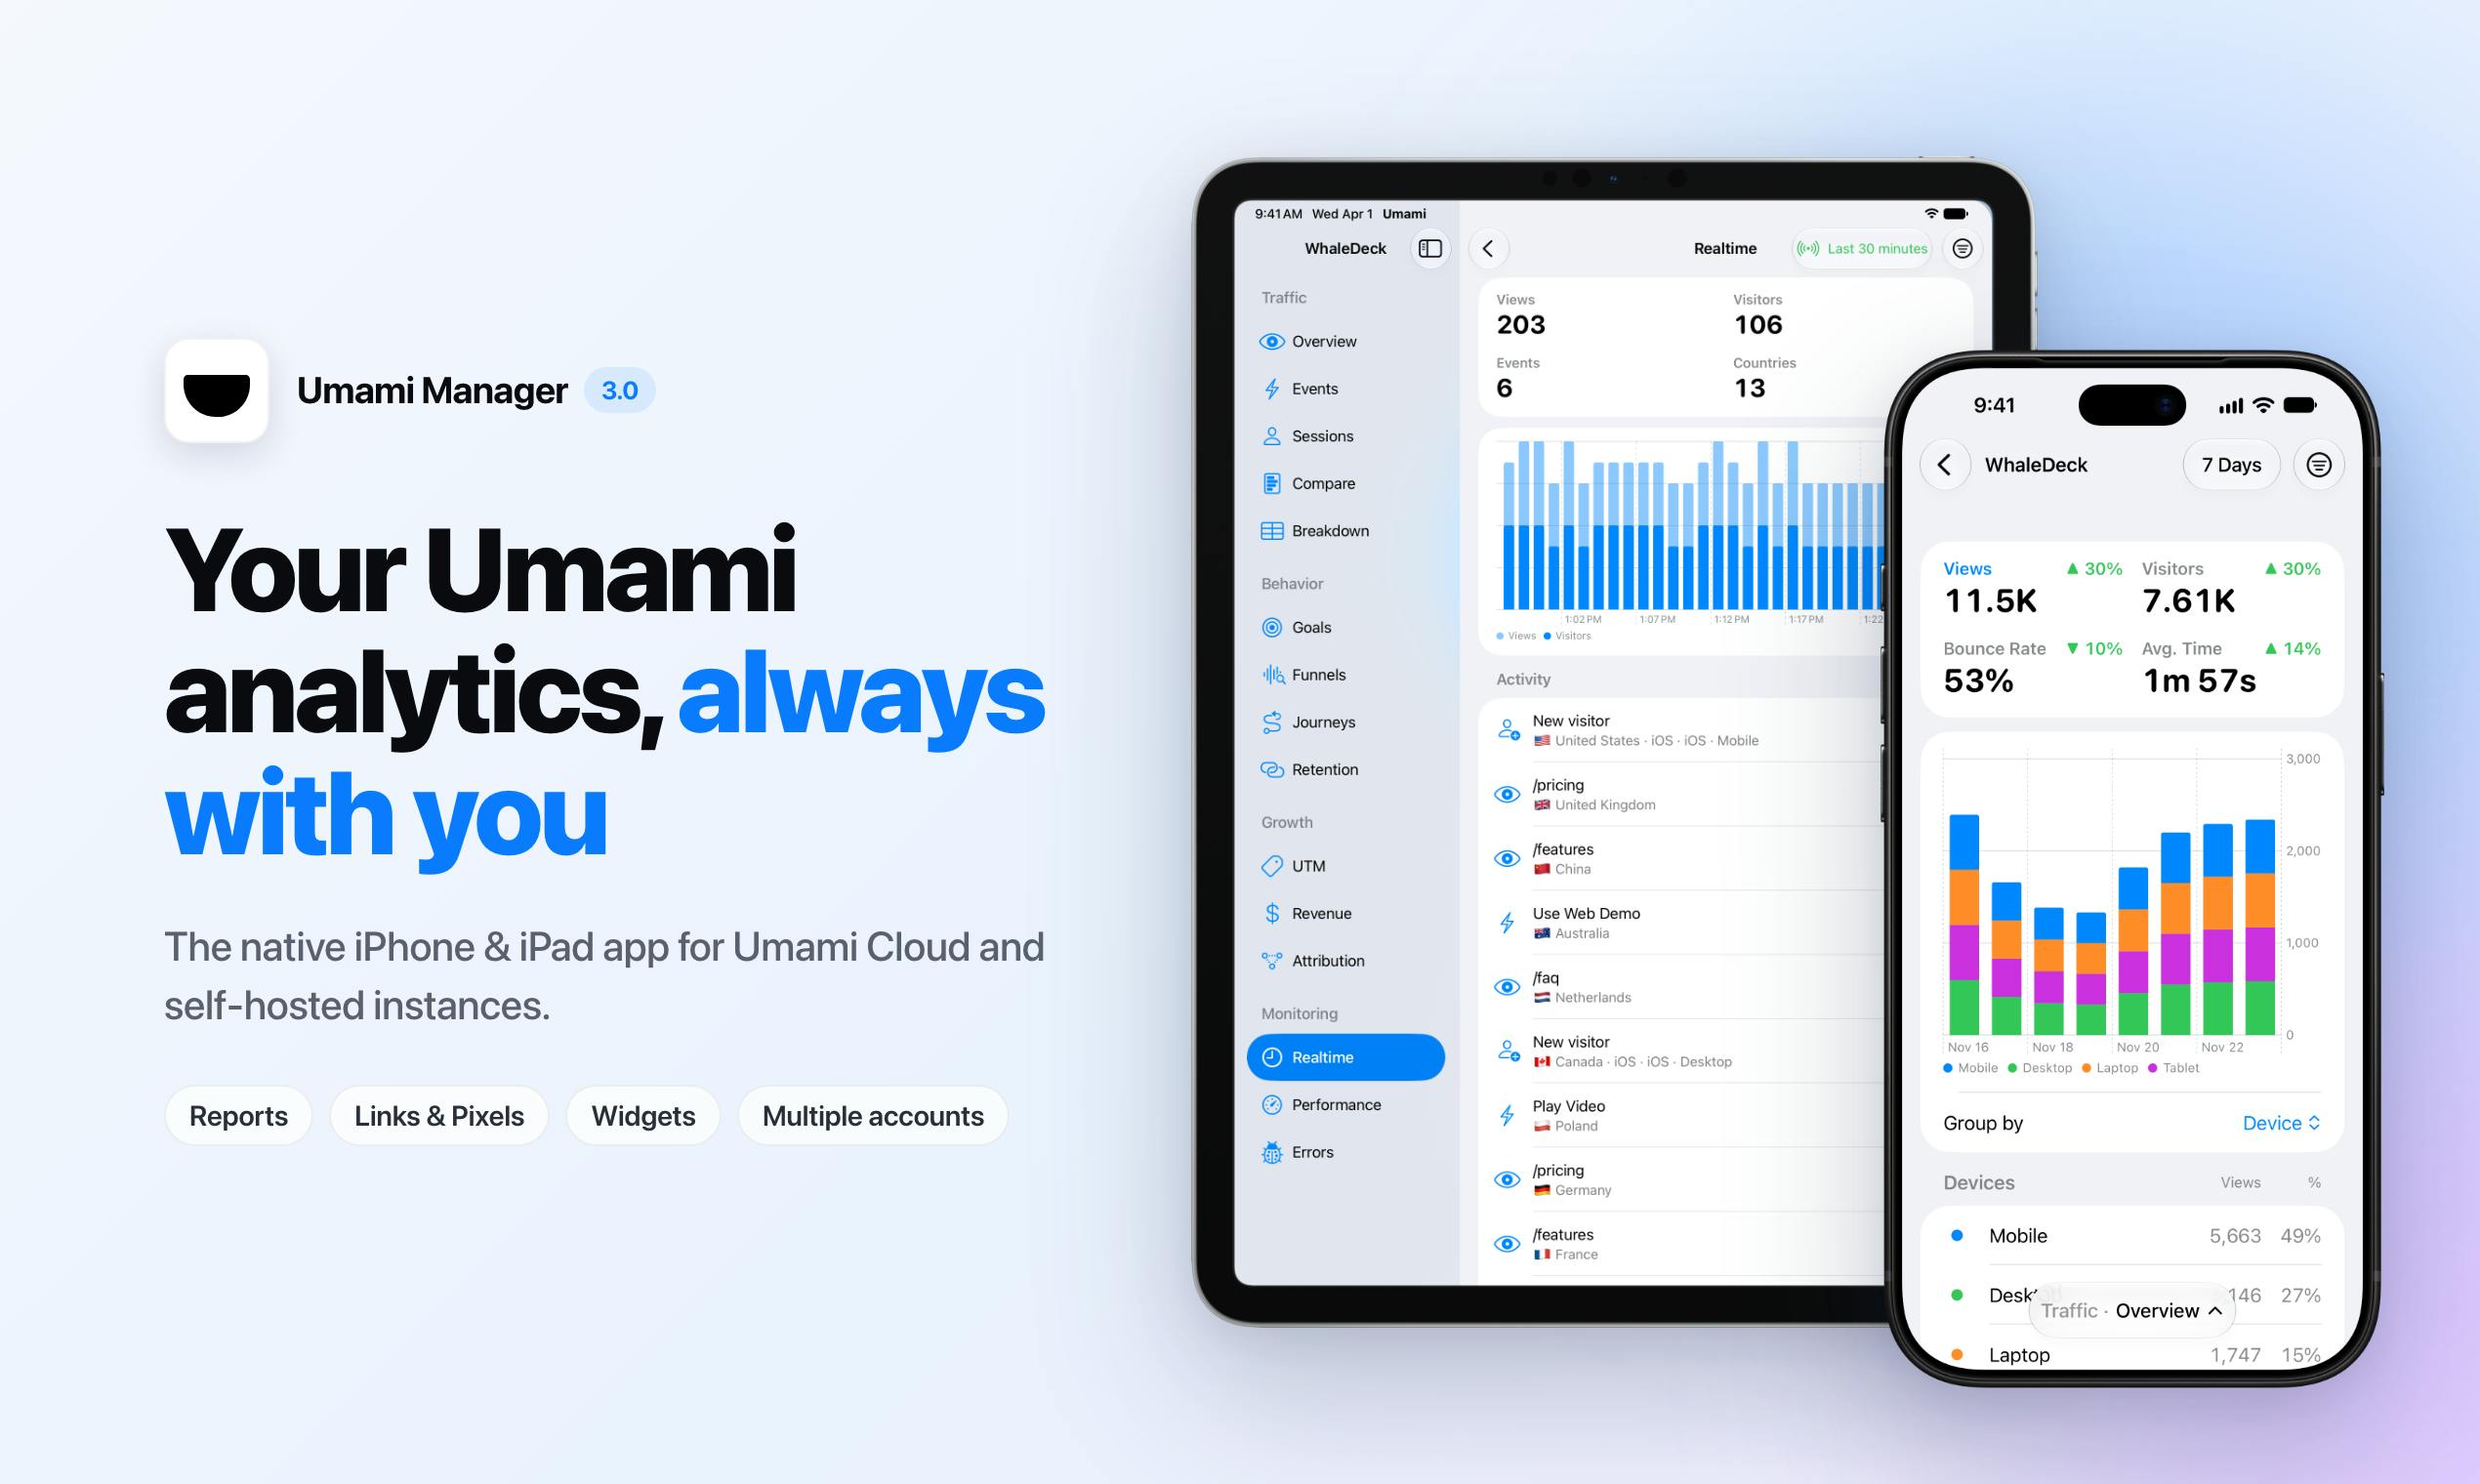 Umami Manager 3.0
Your Umami
analytics, always
with you
The native iPhone & iPad app for Umami Cloud and
self-hosted instances.
Reports Links & Pixels Widgets Multiple accounts
9:41 AM Wed Apr 1 Umami
WhaleDeck
Traffic
Overview
Events
Sessions
Compare
Breakdown
Behavior
Goals
Funnels
Journeys
Retention
Growth
UTM
Revenue
Attribution
Monitoring
Realtime
Performance
Errors
Realtime Last 30 minutes
Views Visitors
203 106
Events Countries
6 13
1:02 PM 1:07 PM 1:12 PM 1:17 PM 1:22
Views Visitors
Activity
New visitor
United States · iOS · iOS · Mobile
/pricing
United Kingdom
/features
China
Use Web Demo
Australia
/faq
Netherlands
New visitor
Canada · iOS · iOS · Desktop
Play Video
Poland
/pricing
Germany
/features
France
9:41
WhaleDeck 7 Days
Views ▲ 30% Visitors ▲ 30%
11.5K 7.61K
Bounce Rate ▼ 10% Avg. Time ▲ 14%
53% 1m 57s
3,000
2,000
1,000
0
Nov 16 Nov 18 Nov 20 Nov 22
Mobile Desktop Laptop Tablet
Group by Device
Devices Views %
Mobile 5,663 49%
27%
Traffic · Overview
Laptop 1,747 15%